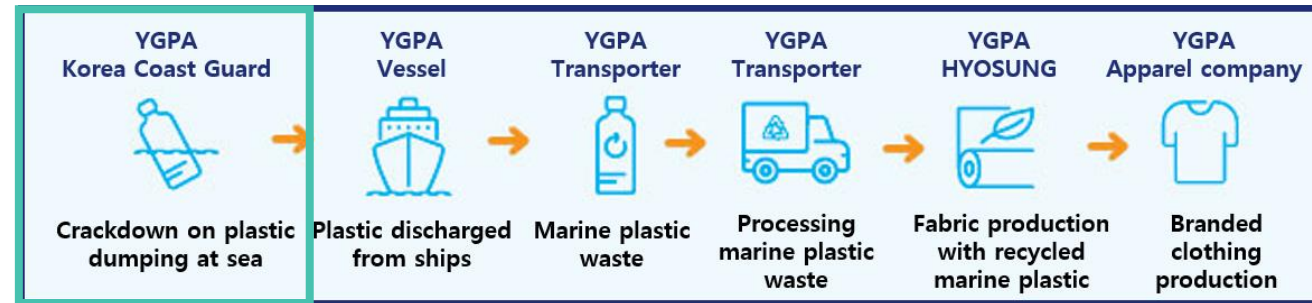 YGPA
Korea Coast Guard
Crackdown on plastic
dumping at sea
YGPA
Vessel
Plastic discharged
from ships
YGPA
Transporter
Marine plastic
waste
YGPA
Transporter
Processing
marine plastic
waste
YGPA
HYOSUNG
Fabric production
with recycled
marine plastic
YGPA
Apparel company
Branded
clothing
production